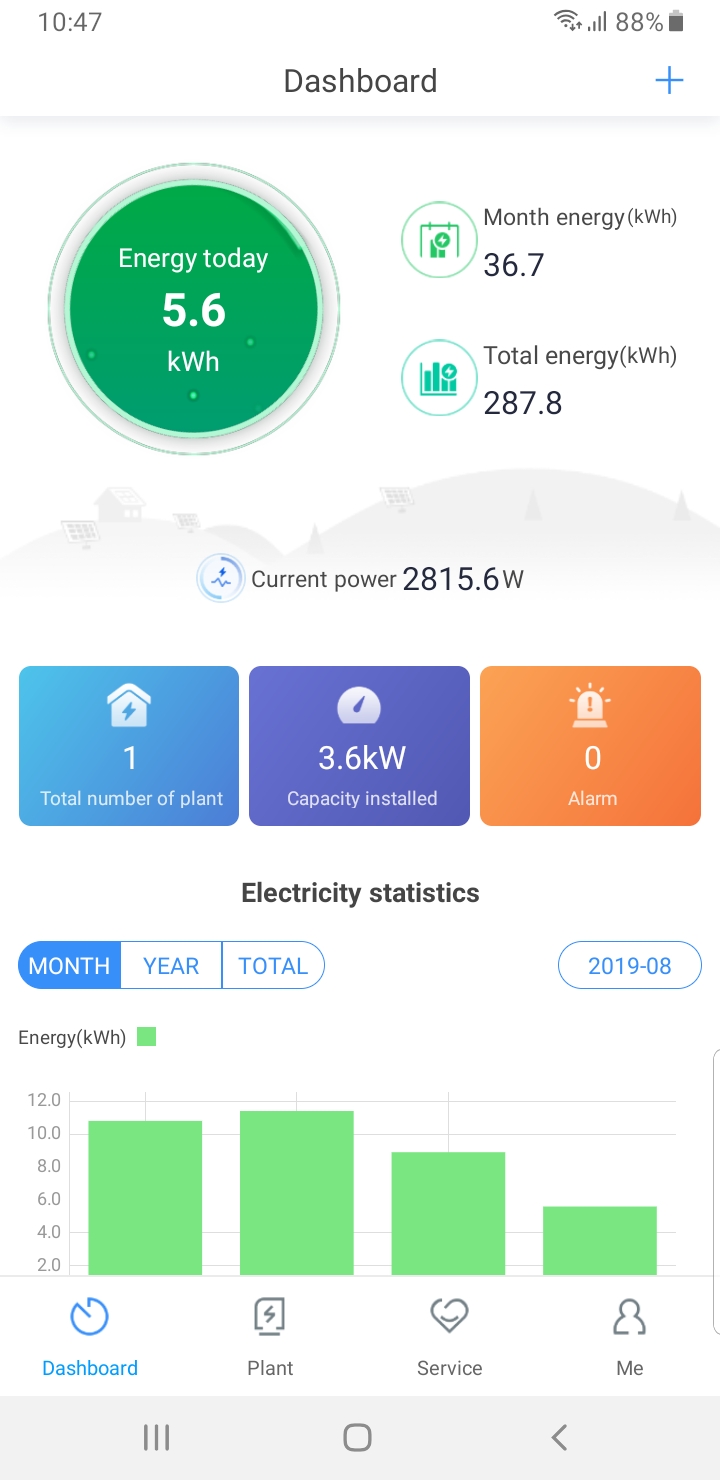 10:47 88%
Dashboard
Energy today
5.6
kWh
Month energy(kWh)
36.7
Total energy(kWh)
287.8
Current power 2815.6W
1
Total number of plant
3.6kW
Capacity installed
0
Alarm
Electricity statistics
MONTH YEAR TOTAL 2019-08
Energy(kWh)
12.0
10.0
8.0
6.0
4.0
2.0
Dashboard Plant Service Me